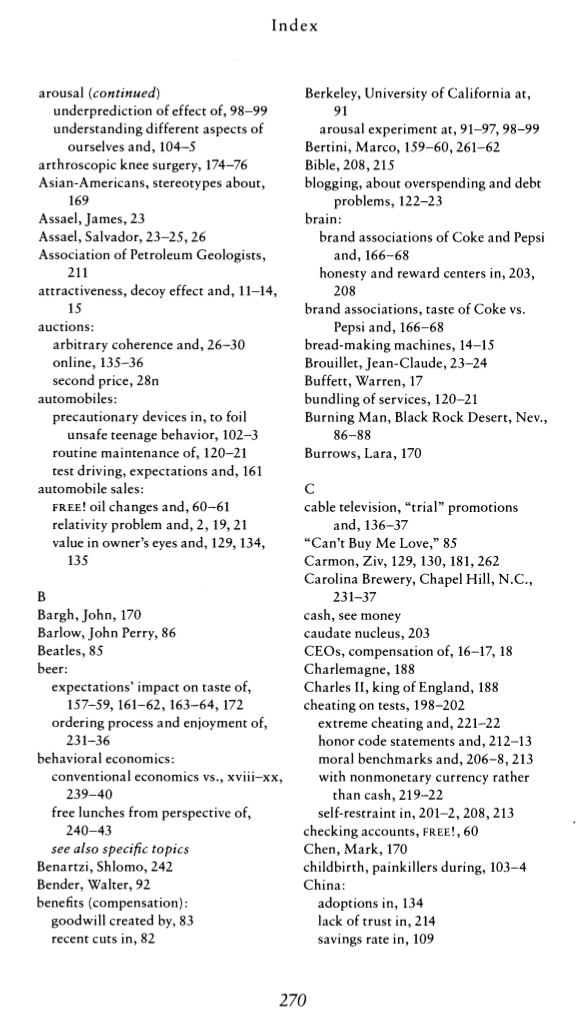 Index
arousal (continued)
underprediction of effect of, 98–99
understanding different aspects of
ourselves and, 104–5
arthroscopic knee surgery, 174–76
Asian-Americans, stereotypes about,
169
Assael, James, 23
Assael, Salvador, 23–25, 26
Association of Petroleum Geologists,
211
attractiveness, decoy effect and, 11–14,
15
auctions:
arbitrary coherence and, 26–30
online, 135–36
second price, 28n
automobiles:
precautionary devices in, to foil
unsafe teenage behavior, 102–3
routine maintenance of, 120–21
test driving, expectations and, 161
automobile sales:
FREE! oil changes and, 60–61
relativity problem and, 2, 19, 21
value in owner's eyes and, 129, 134,
135
B
Bargh, John, 170
Barlow, John Perry, 86
Beatles, 85
beer:
expectations' impact on taste of,
157–59, 161–62, 163–64, 172
ordering process and enjoyment of,
231–36
behavioral economics:
conventional economics vs., xviii–xx,
239–40
free lunches from perspective of,
240–43
see also specific topics
Benartzi, Shlomo, 242
Bender, Walter, 92
benefits (compensation):
goodwill created by, 83
recent cuts in, 82
Berkeley, University of California at,
91
arousal experiment at, 91–97, 98–99
Bertini, Marco, 159–60, 261–62
Bible, 208, 215
blogging, about overspending and debt
problems, 122–23
brain:
brand associations of Coke and Pepsi
and, 166–68
honesty and reward centers in, 203,
208
brand associations, taste of Coke vs.
Pepsi and, 166–68
bread-making machines, 14–15
Brouillet, Jean-Claude, 23–24
Buffett, Warren, 17
bundling of services, 120–21
Burning Man, Black Rock Desert, Nev.,
86–88
Burrows, Lara, 170
C
cable television, "trial" promotions
and, 136–37
"Can't Buy Me Love," 85
Carmon, Ziv, 129, 130, 181, 262
Carolina Brewery, Chapel Hill, N.C.,
231–37
cash, see money
caudate nucleus, 203
CEOs, compensation of, 16–17, 18
Charlemagne, 188
Charles II, king of England, 188
cheating on tests, 198–202
extreme cheating and, 221–22
honor code statements and, 212–13
moral benchmarks and, 206–8, 213
with nonmonetary currency rather
than cash, 219–22
self-restraint in, 201–2, 208, 213
checking accounts, FREE!, 60
Chen, Mark, 170
childbirth, painkillers during, 103–4
China:
adoptions in, 134
lack of trust in, 214
savings rate in, 109
270